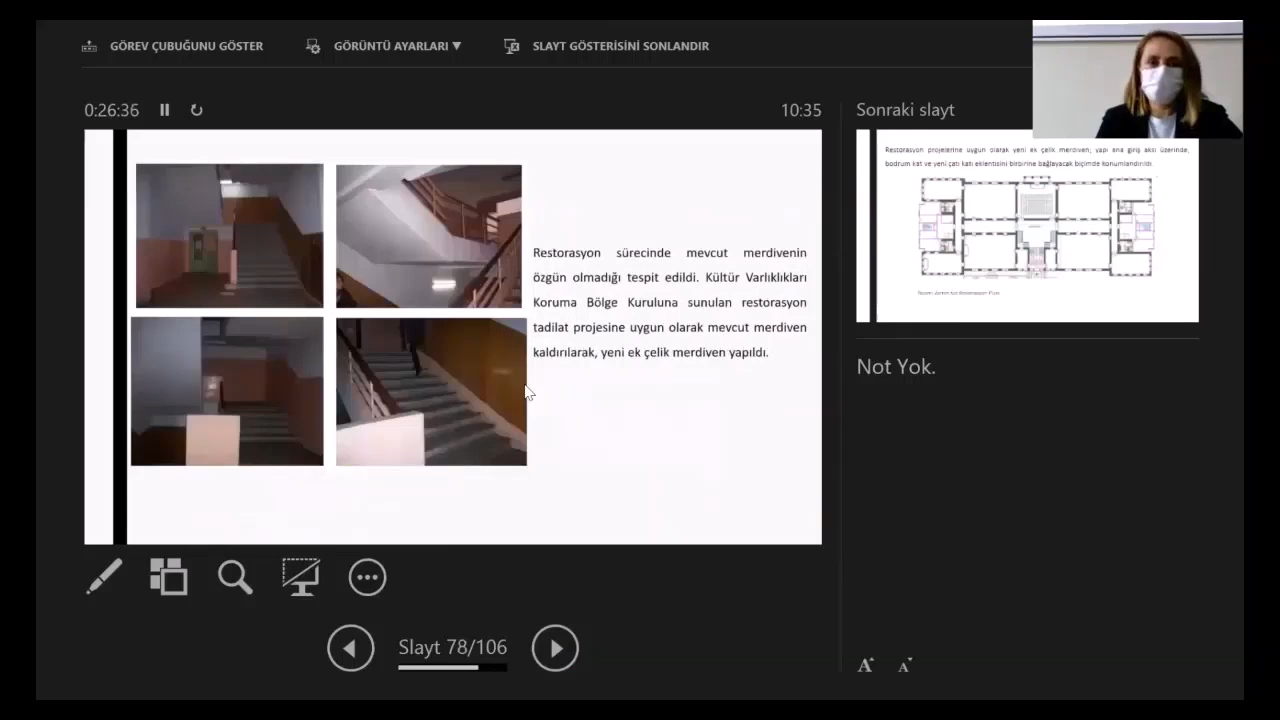 GÖREV ÇUBUĞUNU GÖSTER
GÖRÜNTÜ AYARLARI ▼
SLAYT GÖSTERİSİNİ SONLANDIR
0:26:36
10:35
Sonraki slayt
Restorasyon sürecinde mevcut merdivenin
özgün olmadığı tespit edildi. Kültür Varlıklıkları
Koruma Bölge Kuruluna sunulan restorasyon
tadilat projesine uygun olarak mevcut merdiven
kaldırılarak, yeni ek çelik merdiven yapıldı.
Restorasyon projelerine uygun olarak yeni ek çelik merdiven; yapı ana giriş aksı üzerinde,
bodrum kat ve yeni çatı katı eklentisini birbirine bağlayacak biçimde konumlandırıldı.
Not Yok.
Slayt 78/106
A A